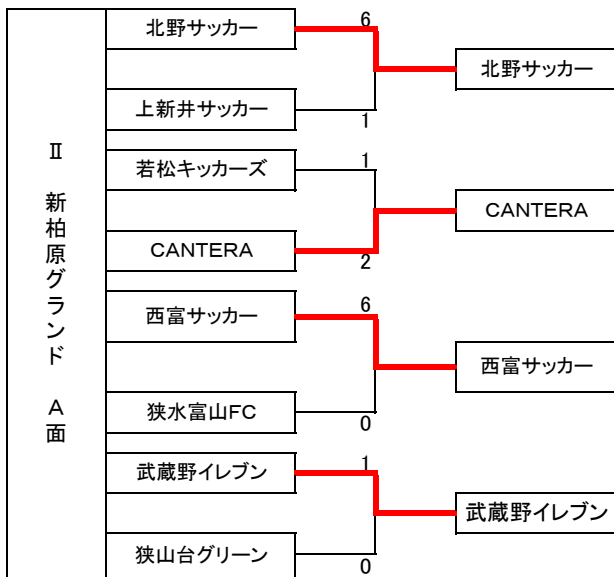 Ⅱ 新柏原グランド A面
北野サッカー
6
北野サッカー
上新井サッカー
1
若松キッカーズ
1
CANTERA
CANTERA
2
西富サッカー
6
西富サッカー
狭水富山FC
0
武蔵野イレブン
1
武蔵野イレブン
狭山台グリーン
0